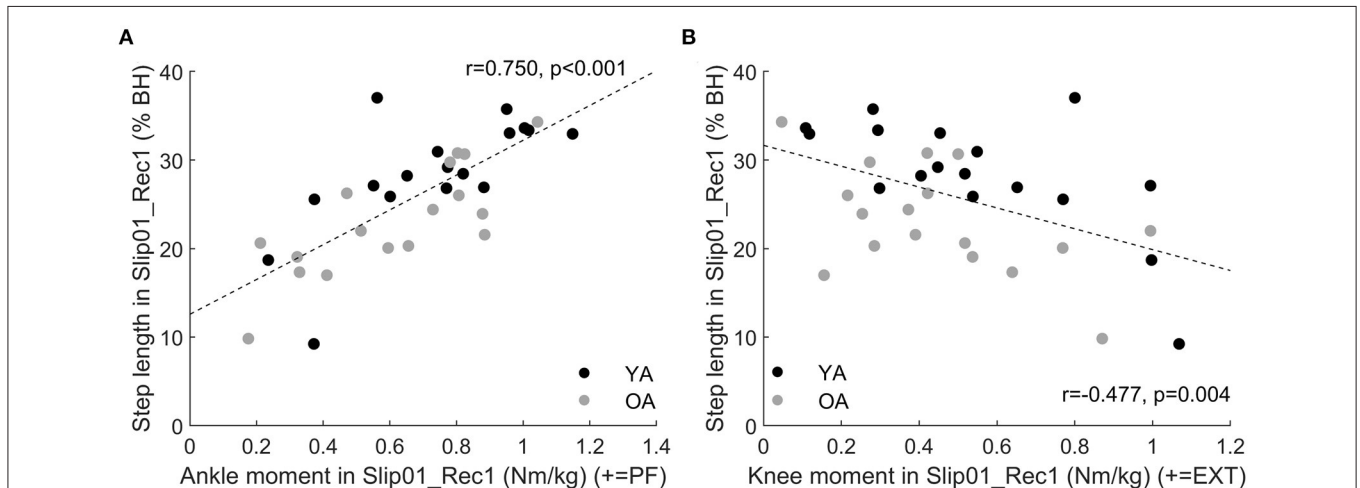 A
r=0.750, p<0.001
Step length in Slip01_Rec1 (% BH)
40
30
20
10
0
YA
OA
0 0.2 0.4 0.6 0.8 1 1.2 1.4
Ankle moment in Slip01_Rec1 (Nm/kg) (+=PF)
B
Step length in Slip01_Rec1 (% BH)
40
30
20
10
0
YA
OA
r=-0.477, p=0.004
0 0.2 0.4 0.6 0.8 1 1.2
Knee moment in Slip01_Rec1 (Nm/kg) (+=EXT)